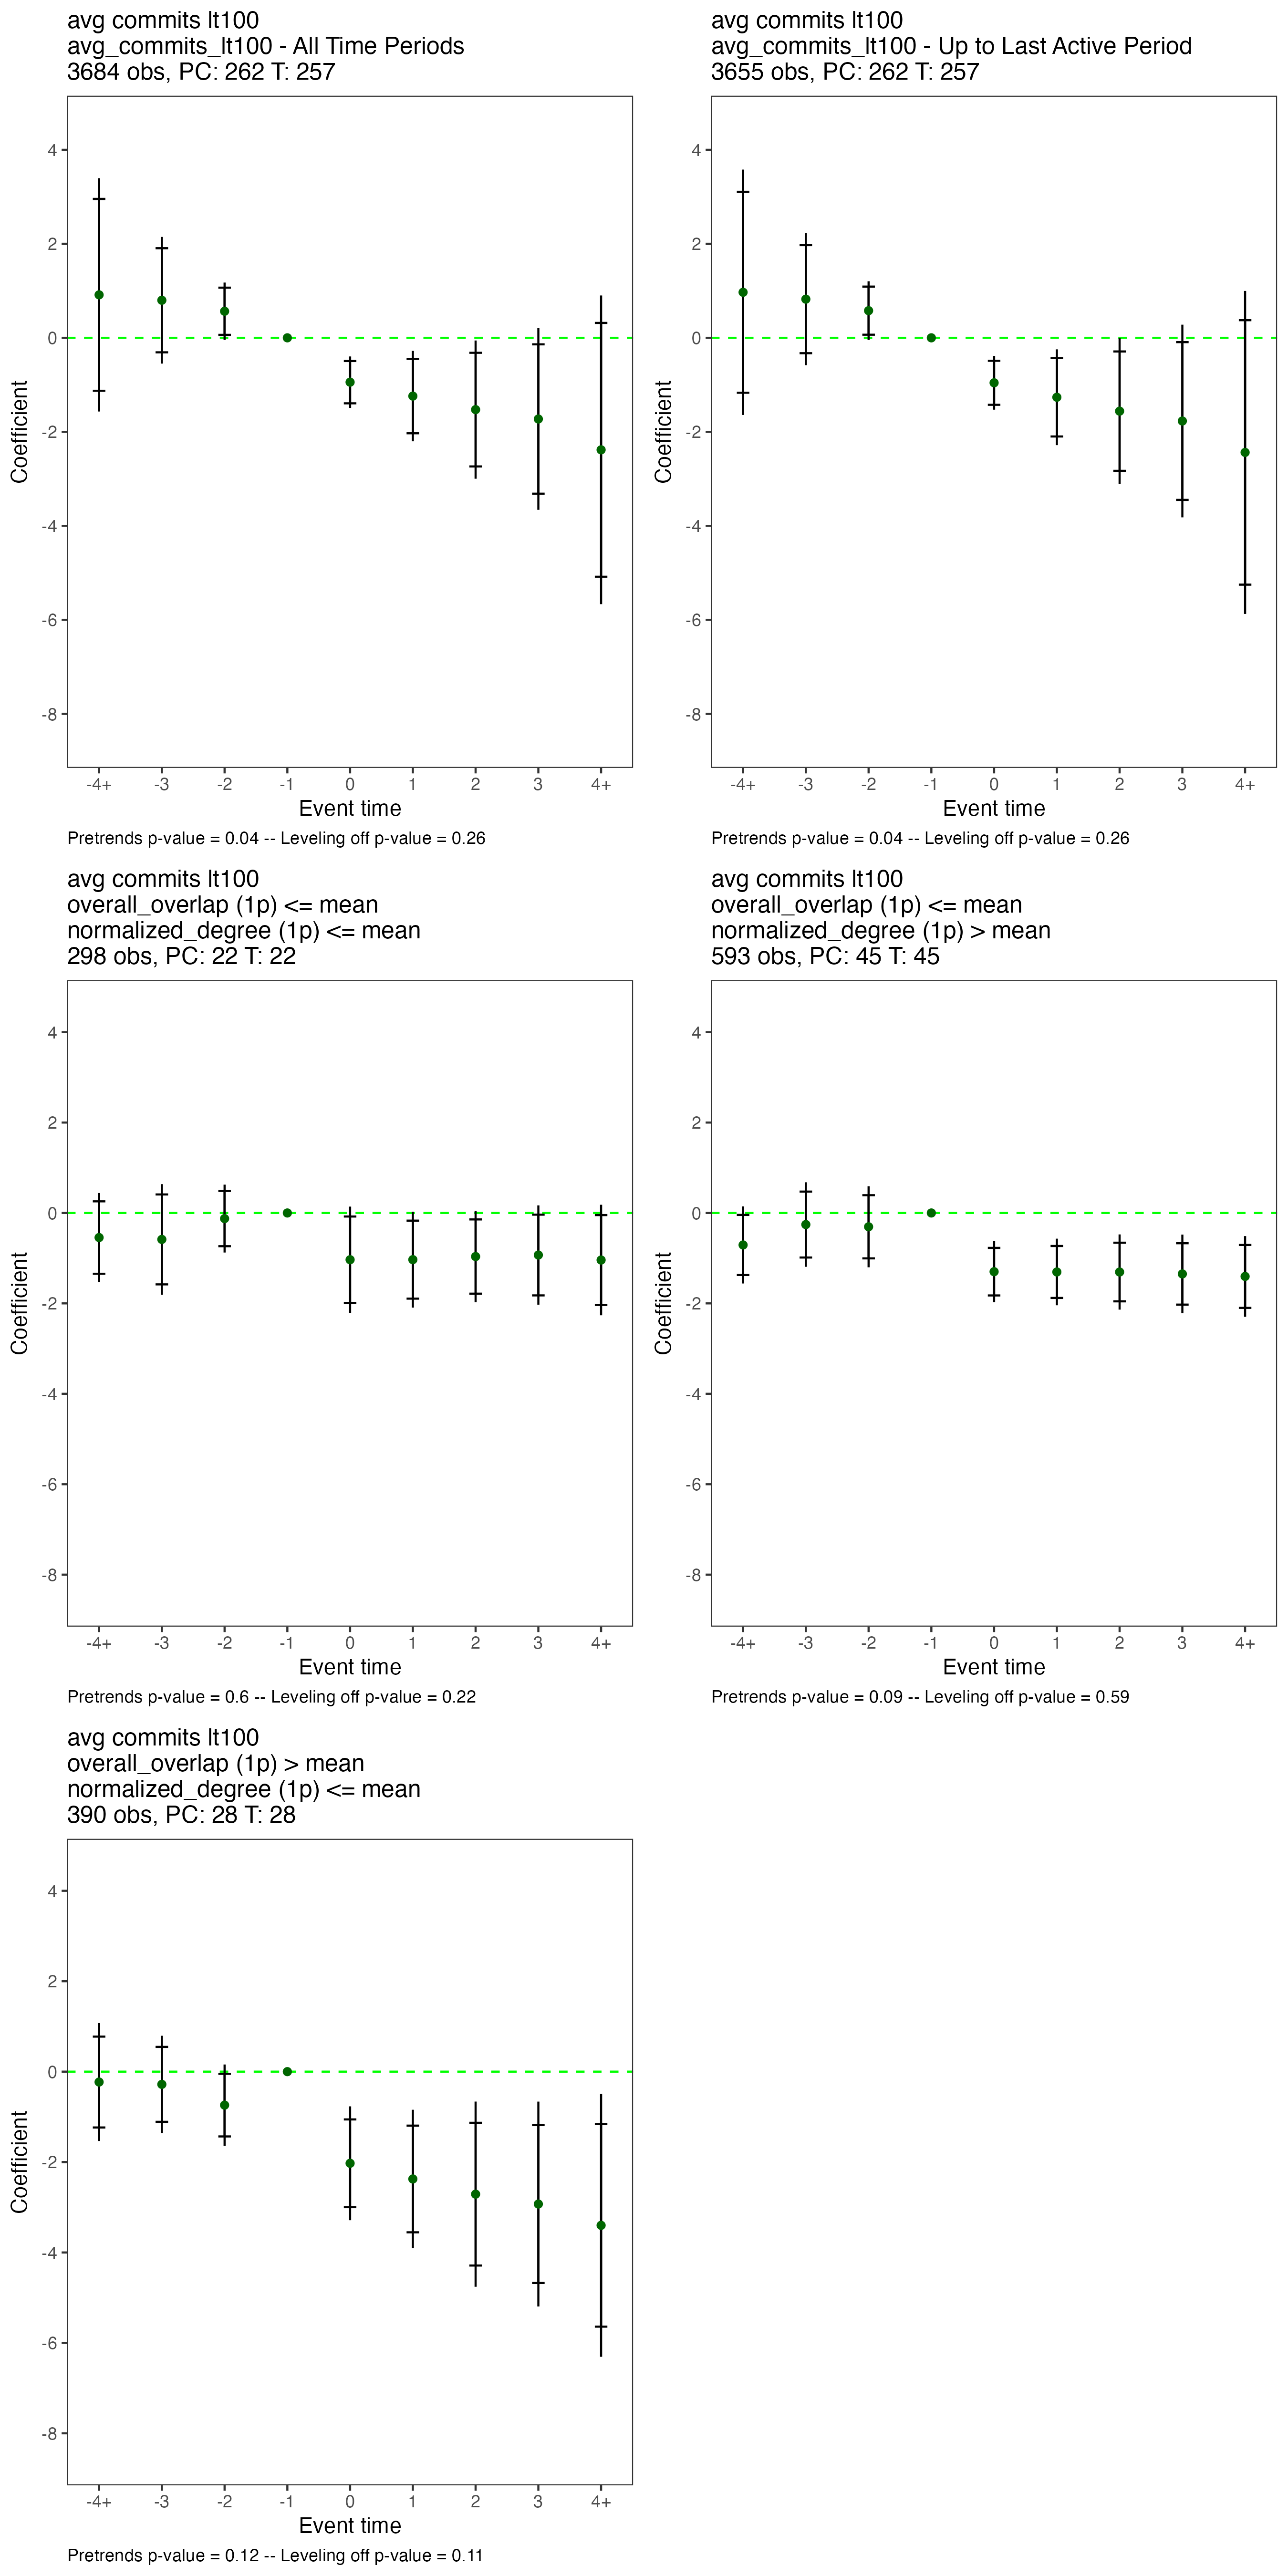 avg commits lt100
avg_commits_lt100 - All Time Periods
3684 obs, PC: 262 T: 257
4
2
0
-2
-4
-6
-8
Coefficient
-4+ -3 -2 -1 0 1 2 3 4+
Event time
Pretrends p-value = 0.04 -- Leveling off p-value = 0.26
avg commits lt100
avg_commits_lt100 - Up to Last Active Period
3655 obs, PC: 262 T: 257
4
2
0
-2
-4
-6
-8
Coefficient
-4+ -3 -2 -1 0 1 2 3 4+
Event time
Pretrends p-value = 0.04 -- Leveling off p-value = 0.26
avg commits lt100
overall_overlap (1p) <= mean
normalized_degree (1p) <= mean
298 obs, PC: 22 T: 22
4
2
0
-2
-4
-6
-8
Coefficient
-4+ -3 -2 -1 0 1 2 3 4+
Event time
Pretrends p-value = 0.6 -- Leveling off p-value = 0.22
avg commits lt100
overall_overlap (1p) <= mean
normalized_degree (1p) > mean
593 obs, PC: 45 T: 45
4
2
0
-2
-4
-6
-8
Coefficient
-4+ -3 -2 -1 0 1 2 3 4+
Event time
Pretrends p-value = 0.09 -- Leveling off p-value = 0.59
avg commits lt100
overall_overlap (1p) > mean
normalized_degree (1p) <= mean
390 obs, PC: 28 T: 28
4
2
0
-2
-4
-6
-8
Coefficient
-4+ -3 -2 -1 0 1 2 3 4+
Event time
Pretrends p-value = 0.12 -- Leveling off p-value = 0.11